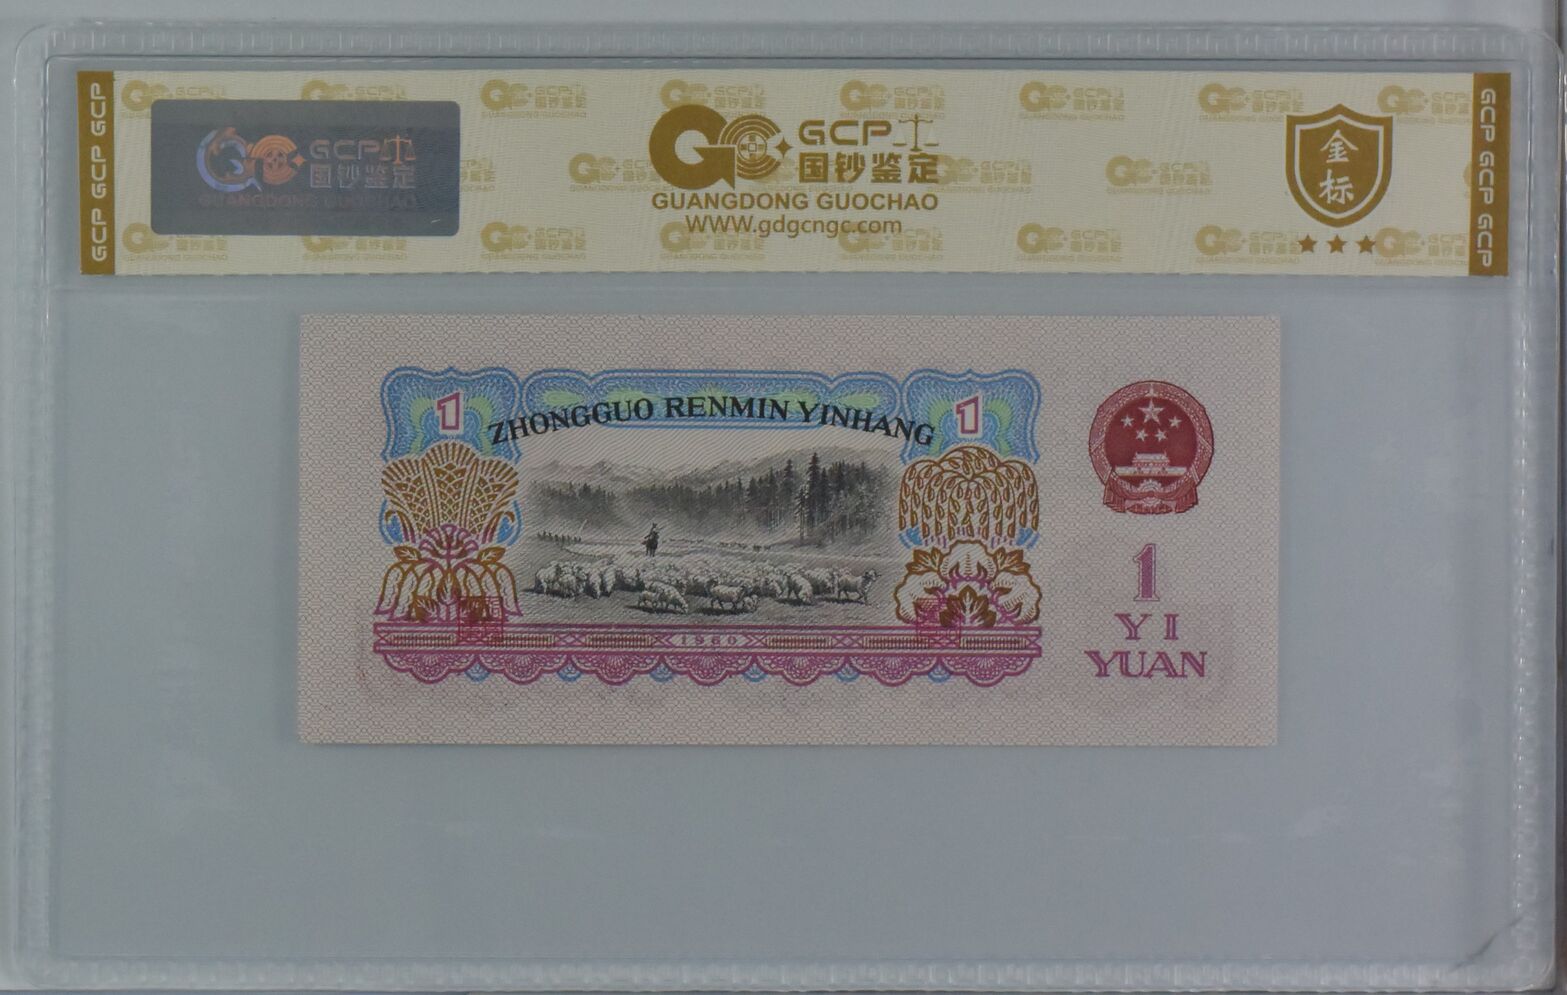 GCP GCP GCP
GCP
国钞鉴定
GUANGDONG GUOCHAO
GCP
国钞鉴定
GUANGDONG GUOCHAO
WWW.gdgcngc.com
金
标
GCP GCP GCP
1
ZHONGGUO RENMIN YINHANG
1
1960
1
YI
YUAN